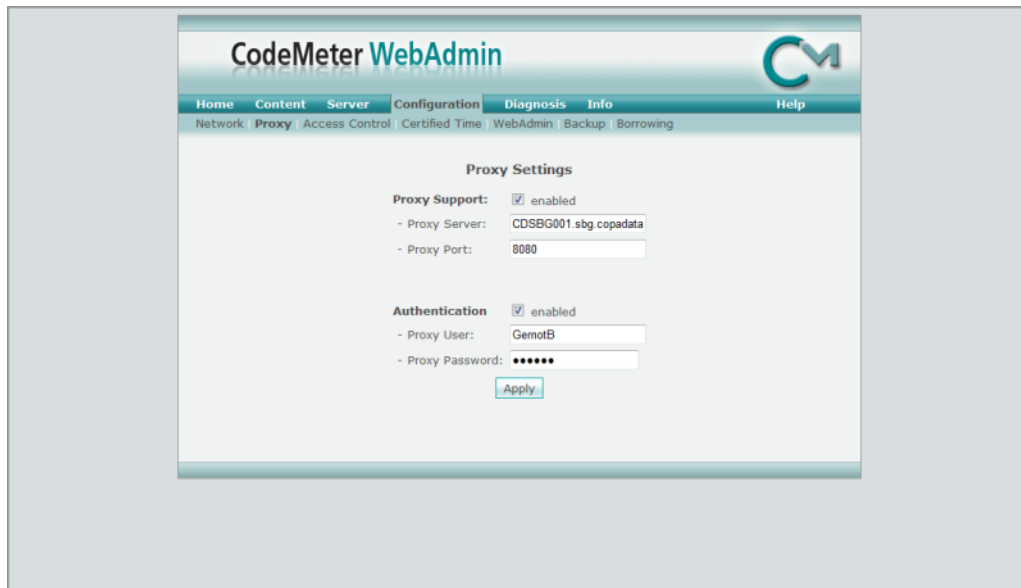 CodeMeter WebAdmin
CM
Home Content Server Configuration Diagnosis Info Help
Network | Proxy | Access Control | Certified Time | WebAdmin | Backup | Borrowing
Proxy Settings
Proxy Support: enabled
- Proxy Server: CDSBG001.sbg.copadata
- Proxy Port: 8080
Authentication enabled
- Proxy User: GernotB
- Proxy Password: ••••••
Apply